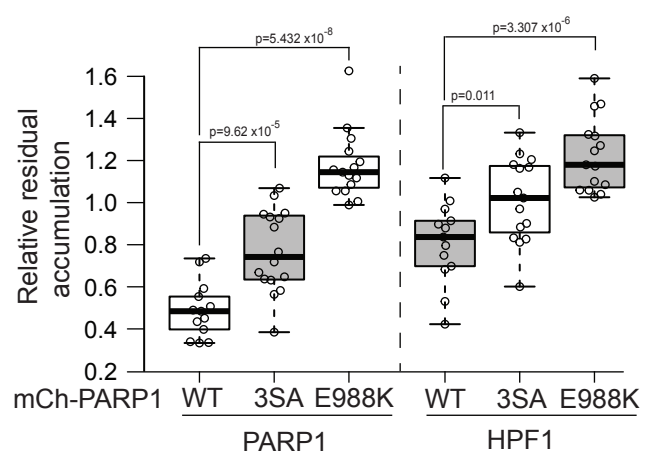 p=5.432 x10-8
p=3.307 x10-6
p=9.62 x10-5
p=0.011
Relative residual
accumulation
1.6
1.4
1.2
1.0
0.8
0.6
0.4
0.2
mCh-PARP1 WT 3SA E988K WT 3SA E988K
PARP1 HPF1